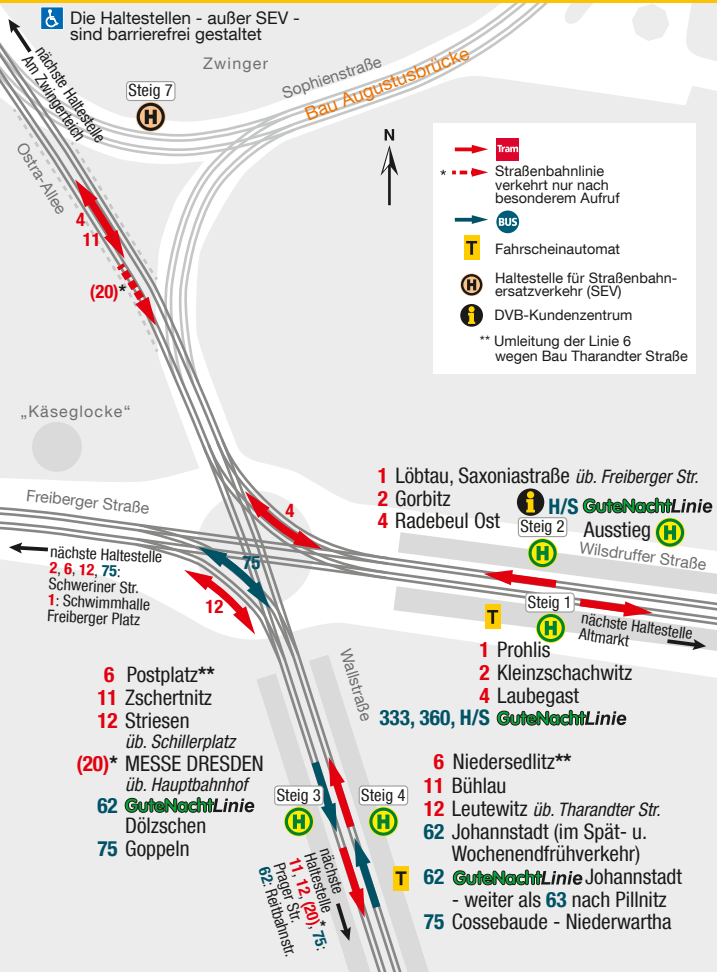 Die Haltestellen - außer SEV -
sind barrierefrei gestaltet
nächste Haltestelle
Am Zwingerteich
Zwinger
Steig 7
H
Sophienstraße
Bau Augustusbrücke
Ostra-Allee
N
4
11
(20)*
Tram
* Straßenbahnlinie
verkehrt nur nach
besonderem Aufruf
BUS
T Fahrscheinautomat
H Haltestelle für Straßenbahn-
ersatzverkehr (SEV)
i DVB-Kundenzentrum
** Umleitung der Linie 6
wegen Bau Tharandter Straße
„Käseglocke“
Freiberger Straße
nächste Haltestelle
2, 6, 12, 75:
Schweriner Str.
1: Schwimmhalle
Freiberger Platz
4
75
12
1 Löbtau, Saxoniastraße üb. Freiberger Str.
2 Gorbitz
4 Radebeul Ost
i H/S GuteNachtLinie
Steig 2
H
Ausstieg H
Wilsdruffer Straße
Steig 1
T
H
nächste Haltestelle
Altmarkt
1 Prohlis
2 Kleinzschachwitz
4 Laubegast
333, 360, H/S GuteNachtLinie
Wallstraße
6 Postplatz**
11 Zschertnitz
12 Striesen
üb. Schillerplatz
(20)* MESSE DRESDEN
üb. Hauptbahnhof
62 GuteNachtLinie
Dölzschen
75 Goppeln
Steig 3
H
Steig 4
H
T
nächste
Haltestelle
11, 12, (20)*, 75:
Prager Str.
62: Reitbahnstr.
6 Niedersedlitz**
11 Bühlau
12 Leutewitz üb. Tharandter Str.
62 Johannstadt (im Spät- u.
Wochenendfrühverkehr)
62 GuteNachtLinie Johannstadt
- weiter als 63 nach Pillnitz
75 Cossebaude - Niederwartha